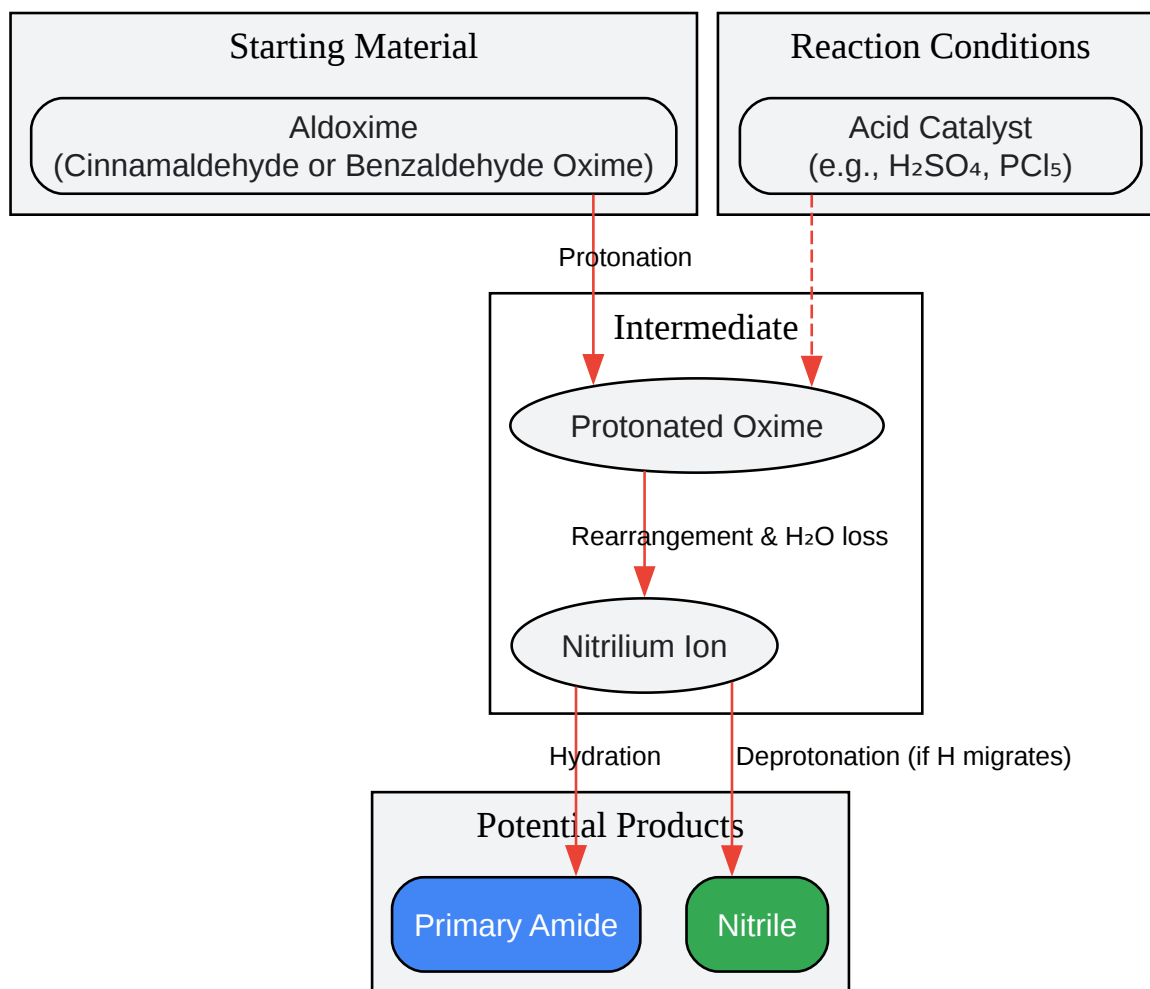 Starting Material
Aldoxime
(Cinnamaldehyde or Benzaldehyde Oxime)
Reaction Conditions
Acid Catalyst
(e.g., H₂SO₄, PCl₅)
Protonation
Intermediate
Protonated Oxime
Rearrangement & H₂O loss
Nitrilium Ion
Hydration
Deprotonation (if H migrates)
Potential Products
Primary Amide
Nitrile